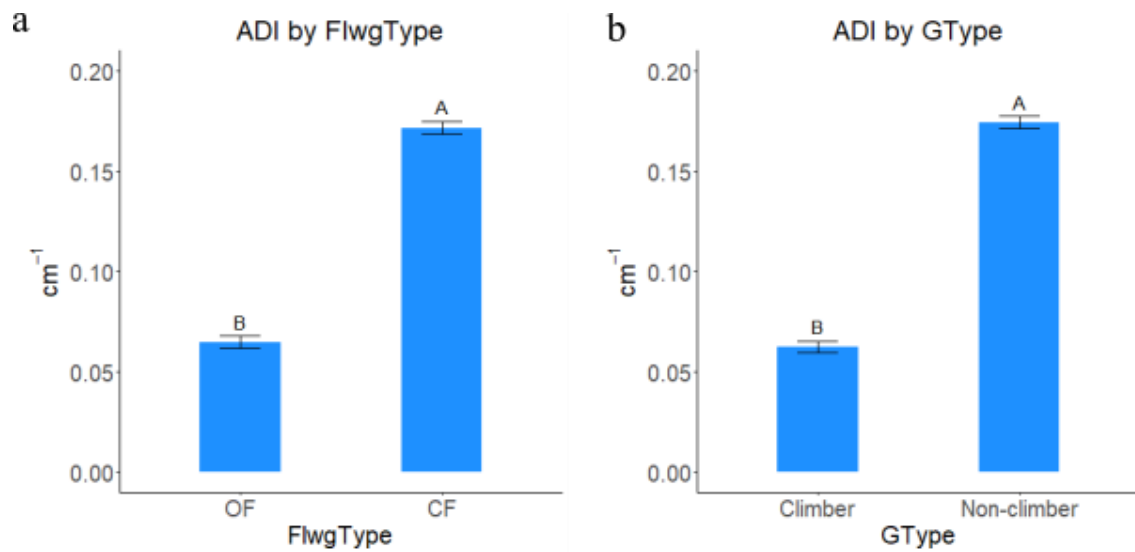 a
ADI by FlwgType
0.20
0.15
0.10
0.05
0.00
cm⁻¹
B
A
OF
CF
FlwgType
b
ADI by GType
0.20
0.15
0.10
0.05
0.00
cm⁻¹
B
A
Climber
Non-climber
GType